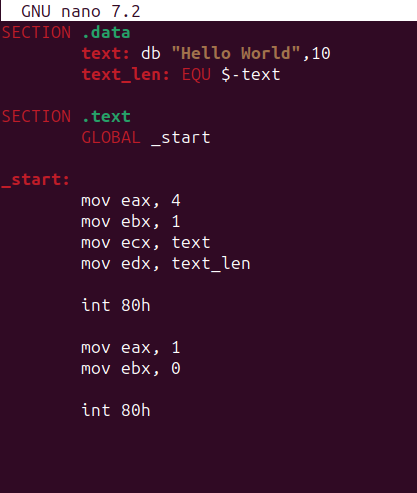 GNU nano 7.2
SECTION .data
text: db "Hello World",10
text_len: EQU $-text
SECTION .text
GLOBAL _start
_start:
mov eax, 4
mov ebx, 1
mov ecx, text
mov edx, text_len
int 80h
mov eax, 1
mov ebx, 0
int 80h